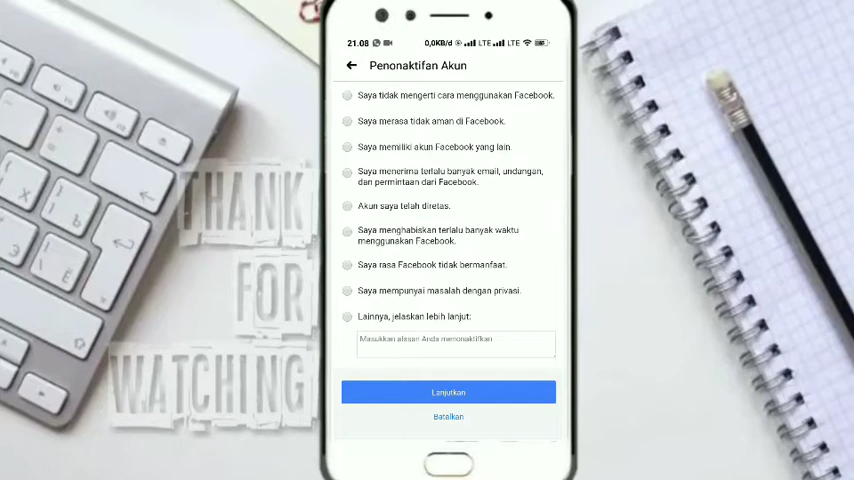 21.08
0,0KB/d
LTE
LTE
Penonaktifan Akun
Saya tidak mengerti cara menggunakan Facebook.
Saya merasa tidak aman di Facebook.
Saya memiliki akun Facebook yang lain.
Saya menerima terlalu banyak email, undangan,
dan permintaan dari Facebook.
Akun saya telah diretas.
Saya menghabiskan terlalu banyak waktu
menggunakan Facebook.
Saya rasa Facebook tidak bermanfaat.
Saya mempunyai masalah dengan privasi.
Lainnya, jelaskan lebih lanjut:
Masukkan alasan Anda menonaktifkan
Lanjutkan
Batalkan
THANK
FOR
WATCHING